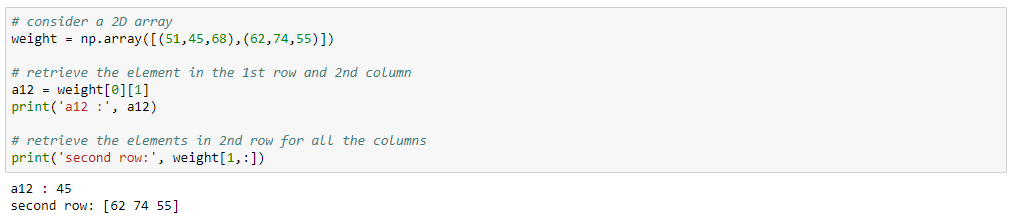 # consider a 2D array
weight = np.array([(51,45,68),(62,74,55)])
# retrieve the element in the 1st row and 2nd column
a12 = weight[0][1]
print('a12 :', a12)
# retrieve the elements in 2nd row for all the columns
print('second row:', weight[1,:])
a12 : 45
second row: [62 74 55]